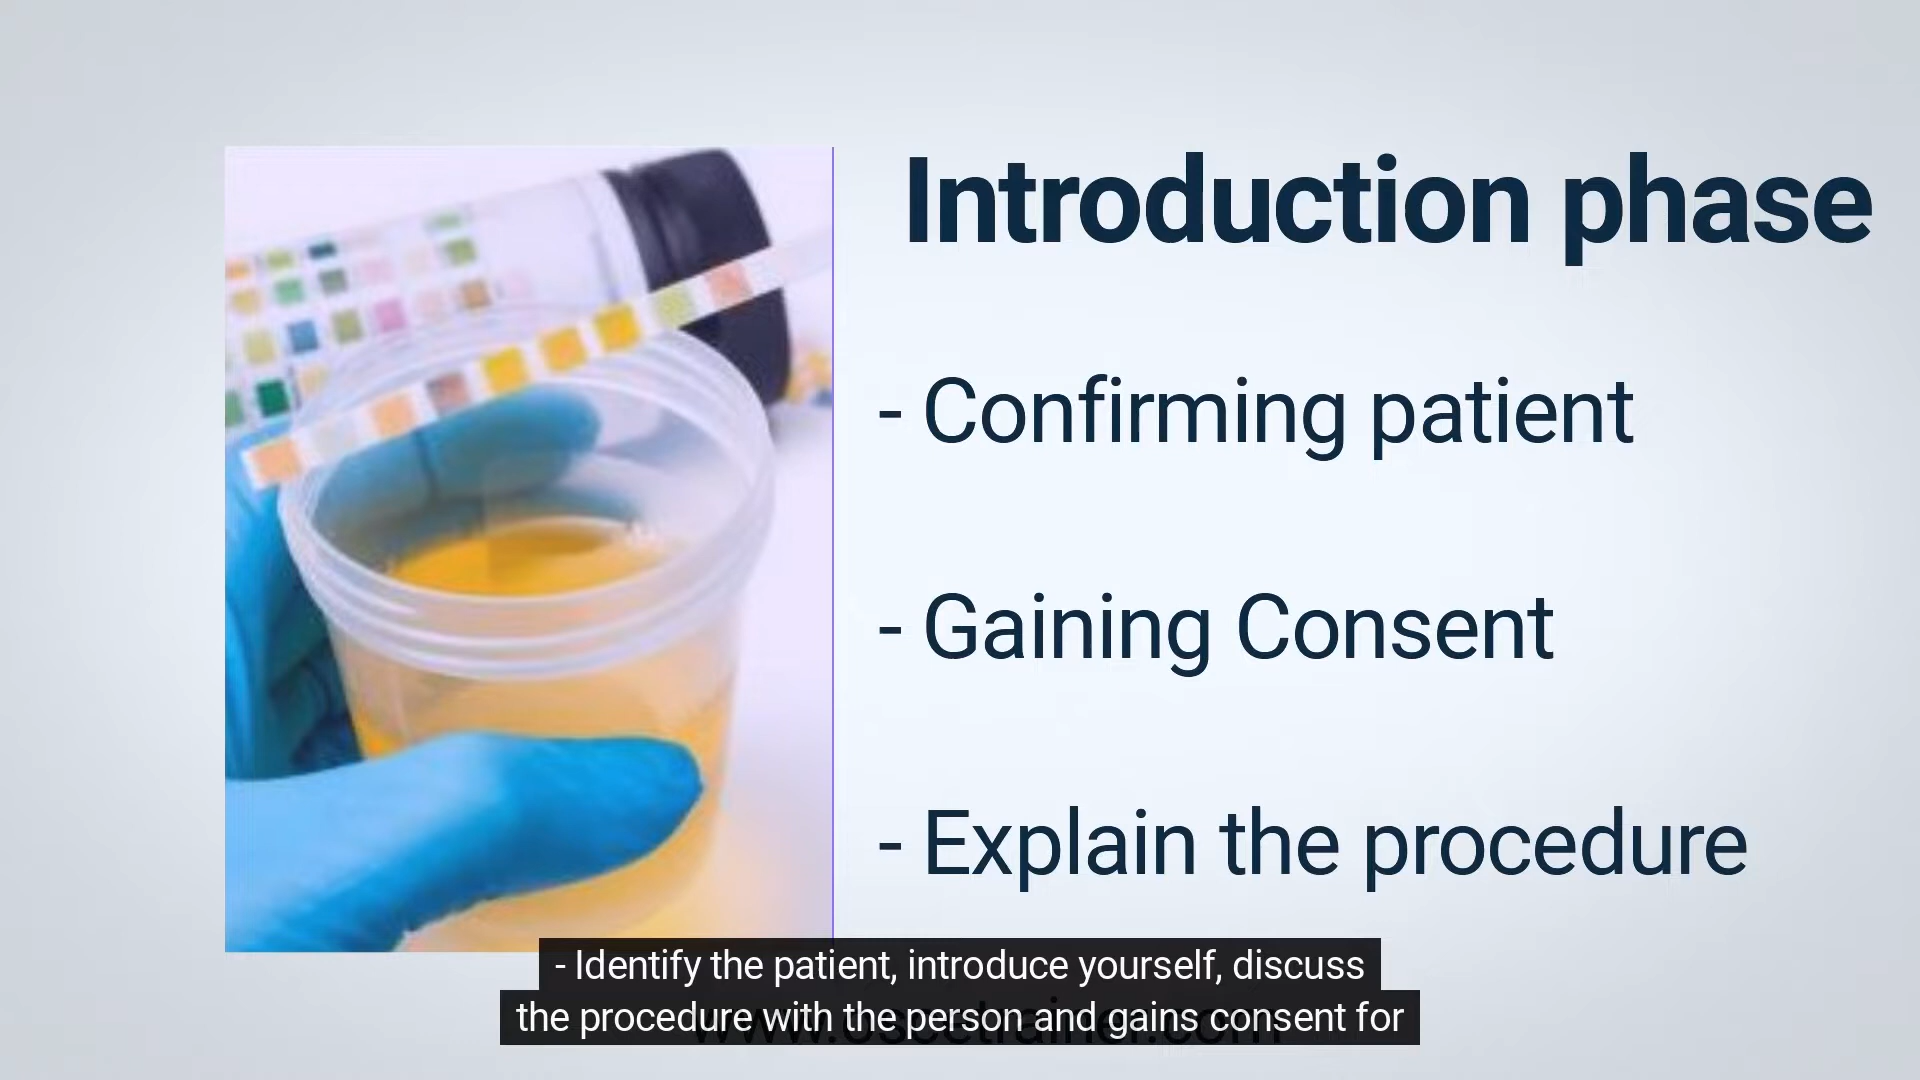 Introduction phase
- Confirming patient
- Gaining Consent
- Explain the procedure
- Identify the patient, introduce yourself, discuss
the procedure with the person and gains consent for